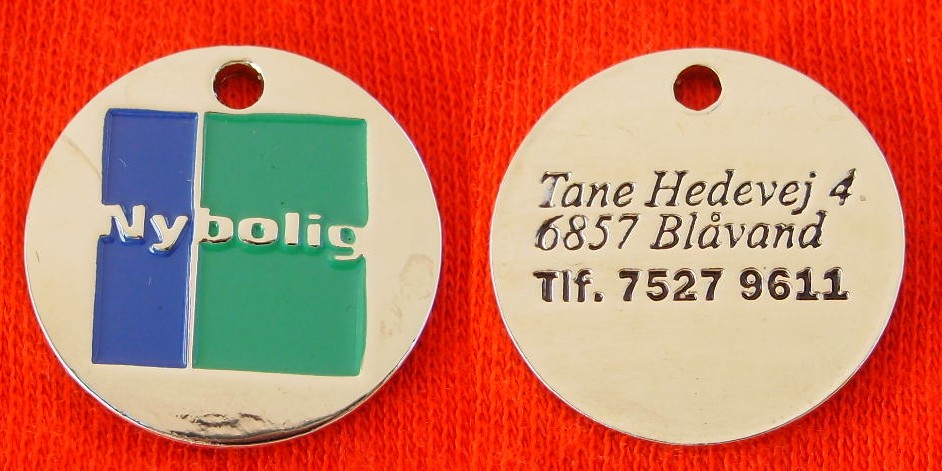 Nybolig
Tane Hedevej 4
6857 Blåvand
Tlf. 7527 9611